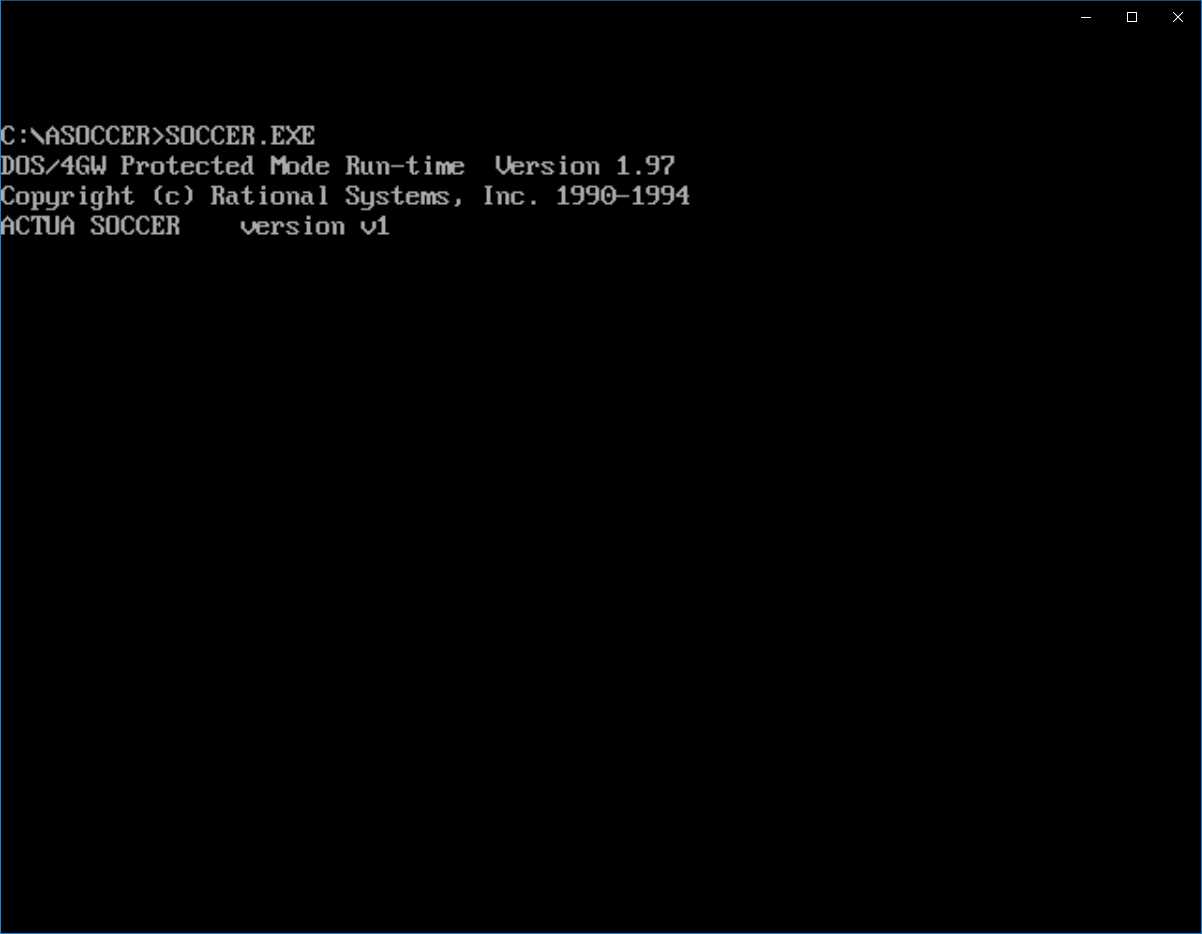 C:\ASOCCER>SOCCER.EXE
DOS/4GW Protected Mode Run-time  Version 1.97
Copyright (c) Rational Systems, Inc. 1990-1994
ACTUA SOCCER    version v1